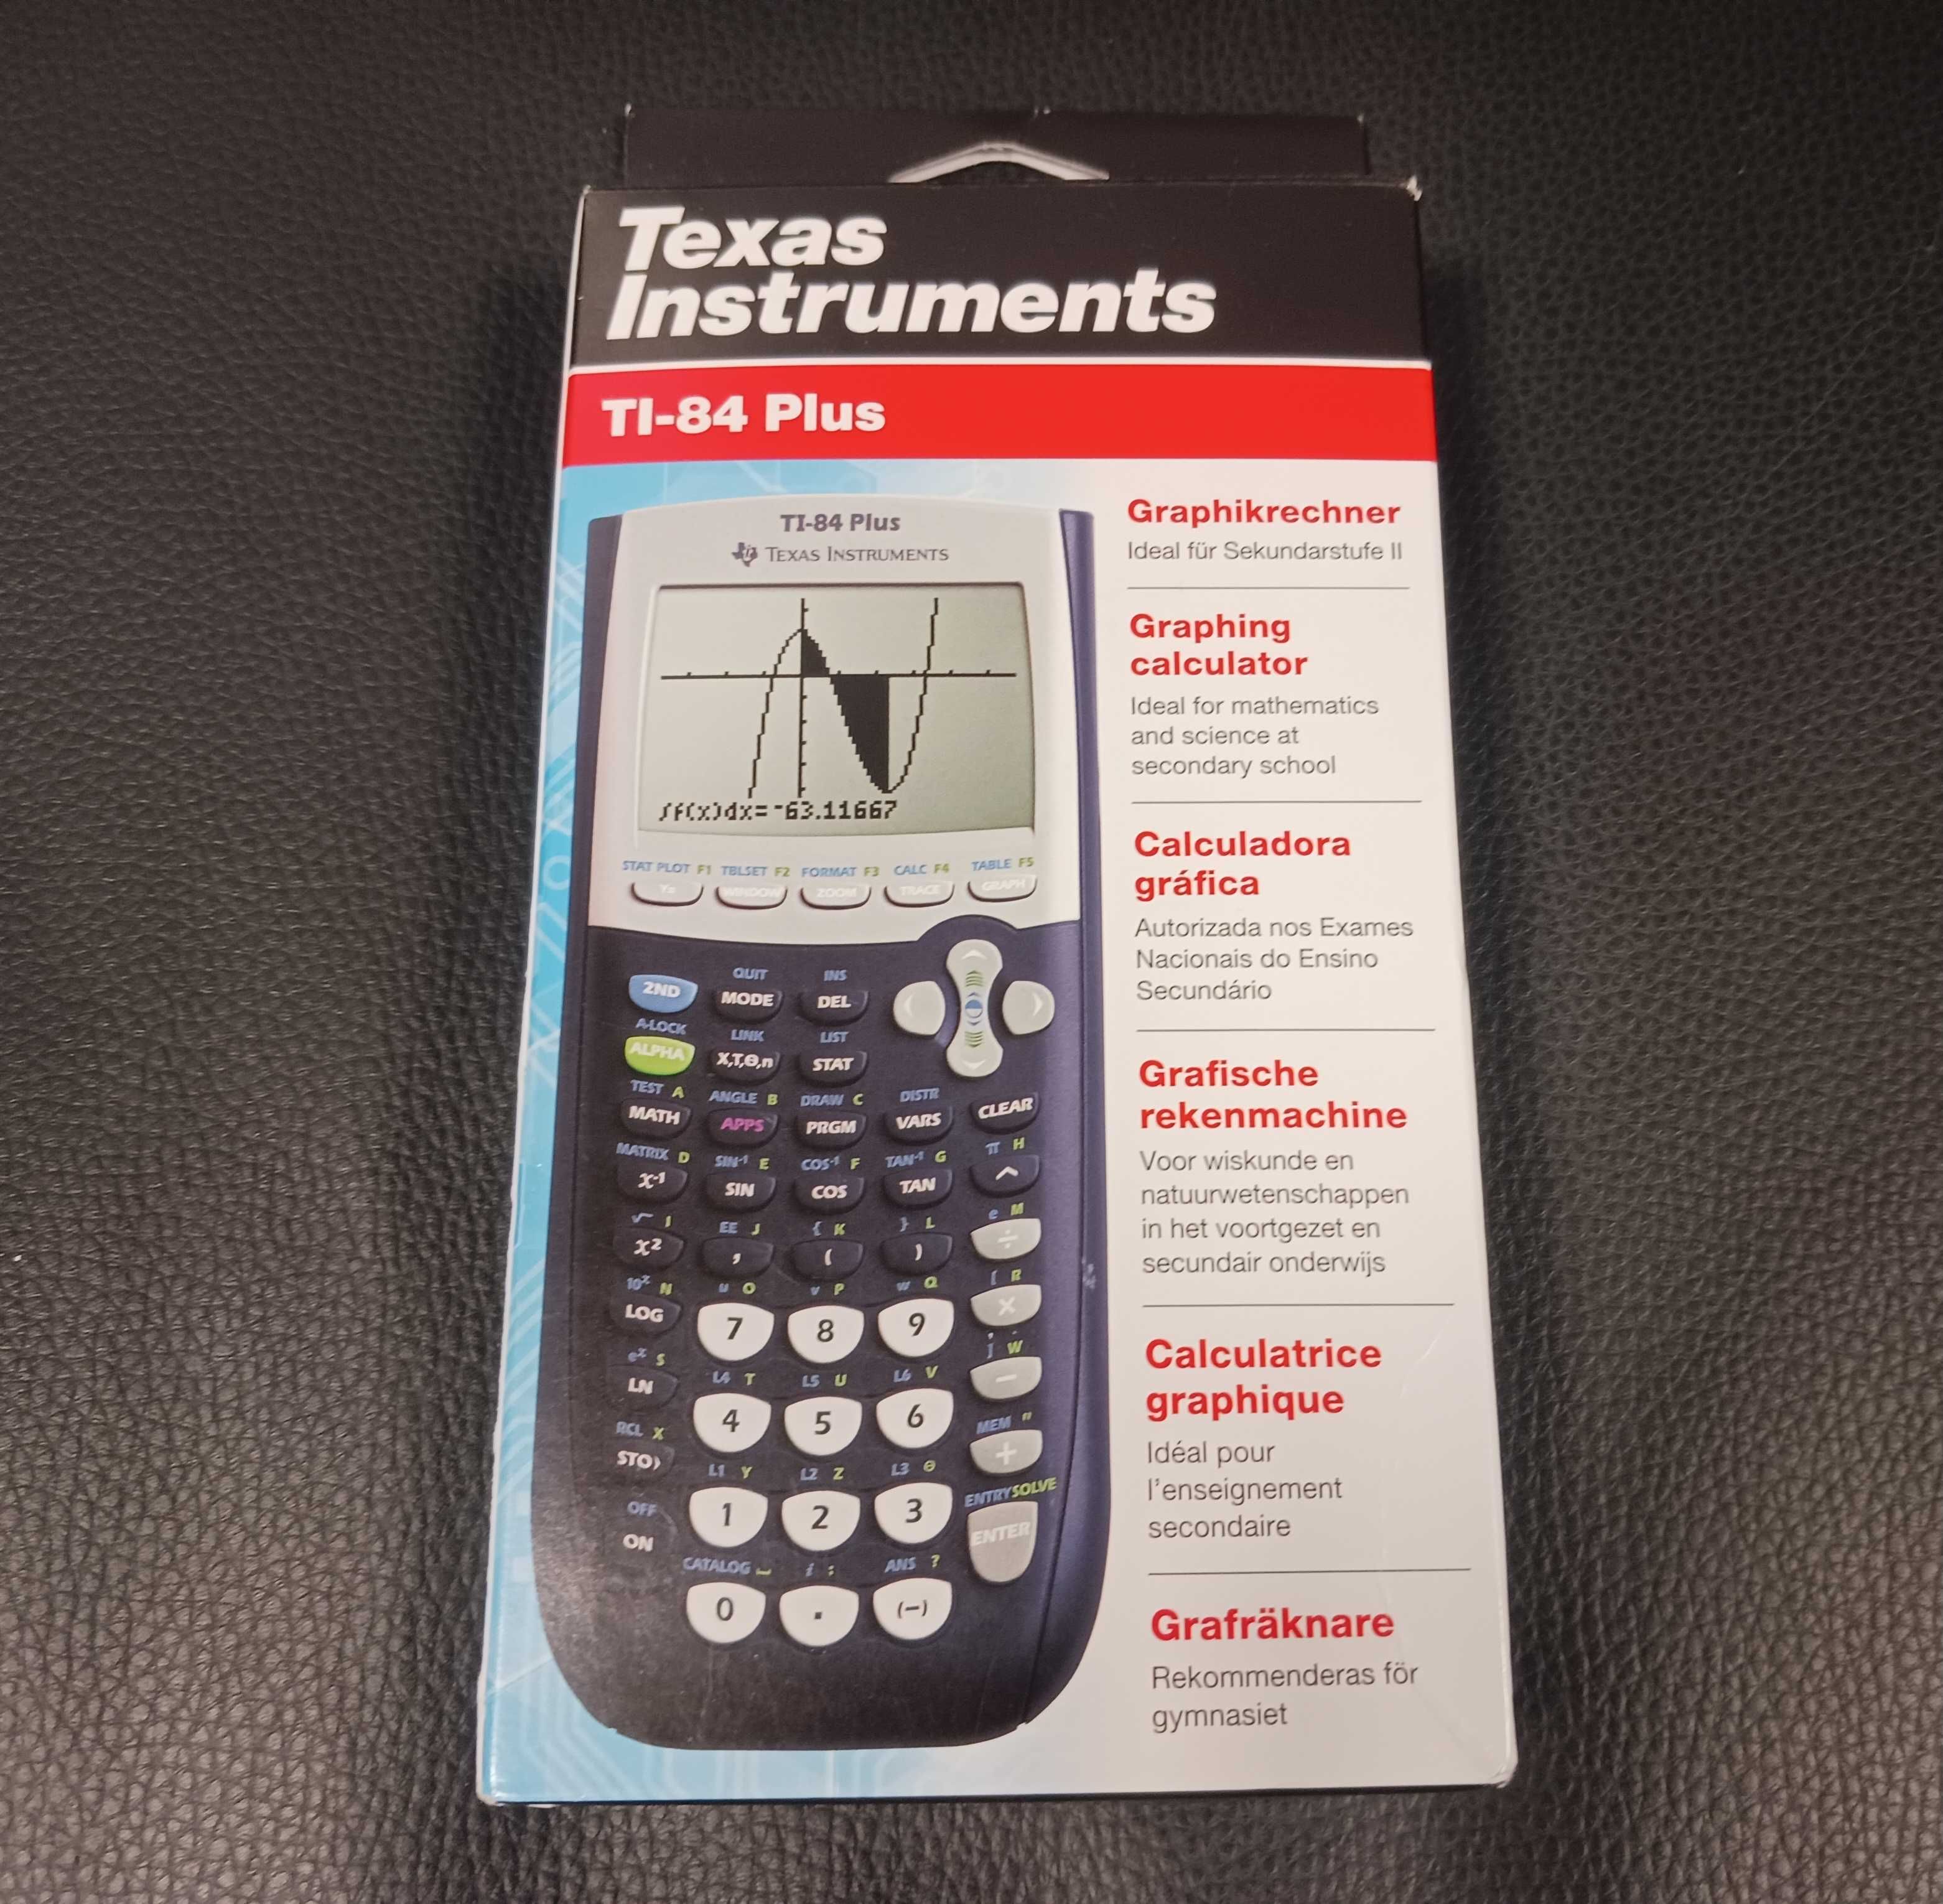 Texas
Instruments
TI-84 Plus
TI-84 Plus
TEXAS INSTRUMENTS
∫f(x)dx=-63.11667
STAT PLOT F1 TBLSET F2 FORMAT F3 CALC F4 TABLE F5
Y= WINDOW ZOOM TRACE GRAPH
QUIT INS
2ND MODE DEL
A-LOCK LINK LIST
ALPHA X,T,Θ,n STAT
TEST A ANGLE B DRAW C DISTR
MATH APPS PRGM VARS CLEAR
MATRIX D SIN⁻¹ E COS⁻¹ F TAN⁻¹ G π H
x⁻¹ SIN COS TAN ^
√ I EE J { K } L e M
x² , ( ) ÷
10ˣ N u O v P w Q [ R
LOG 7 8 9 ×
eˣ S L4 T L5 U L6 V ] W
LN 4 5 6 −
RCL X L1 Y L2 Z L3 θ MEM "
STO› 1 2 3 +
OFF CATALOG ⎵ i : ANS ? ENTRY SOLVE
ON 0 . (−) ENTER
Graphikrechner
Ideal für Sekundarstufe II
Graphing
calculator
Ideal for mathematics
and science at
secondary school
Calculadora
gráfica
Autorizada nos Exames
Nacionais do Ensino
Secundário
Grafische
rekenmachine
Voor wiskunde en
natuurwetenschappen
in het voortgezet en
secundair onderwijs
Calculatrice
graphique
Idéal pour
l'enseignement
secondaire
Grafräknare
Rekommenderas för
gymnasiet